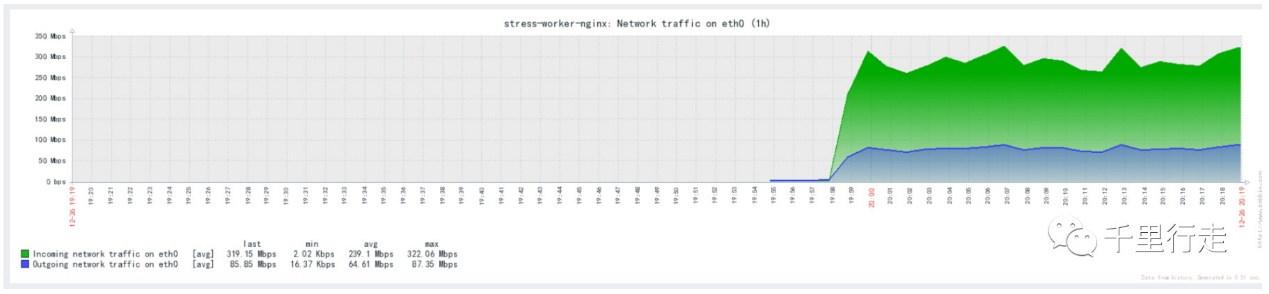 stress-worker-nginx: Network traffic on eth0 (1h)
350 Mbps
300 Mbps
250 Mbps
200 Mbps
150 Mbps
100 Mbps
50 Mbps
0 bps
12-26 19:19 19:20 19:21 19:22 19:23 19:24 19:25 19:26 19:27 19:28 19:29 19:30 19:31 19:32 19:33 19:34 19:35 19:36 19:37 19:38 19:39 19:40 19:41 19:42 19:43 19:44 19:45 19:46 19:47 19:48 19:49 19:50 19:51 19:52 19:53 19:54 19:55 19:56 19:57 19:58 19:59 20:00 20:01 20:02 20:03 20:04 20:05 20:06 20:07 20:08 20:09 20:10 20:11 20:12 20:13 20:14 20:15 20:16 20:17 20:18 12-26 20:19
last min avg max
Incoming network traffic on eth0 [avg] 319.15 Mbps 2.02 Kbps 239.1 Mbps 322.06 Mbps
Outgoing network traffic on eth0 [avg] 85.85 Mbps 16.37 Kbps 64.61 Mbps 87.35 Mbps
千里行走
Data from history. Generated in 0.31 sec.